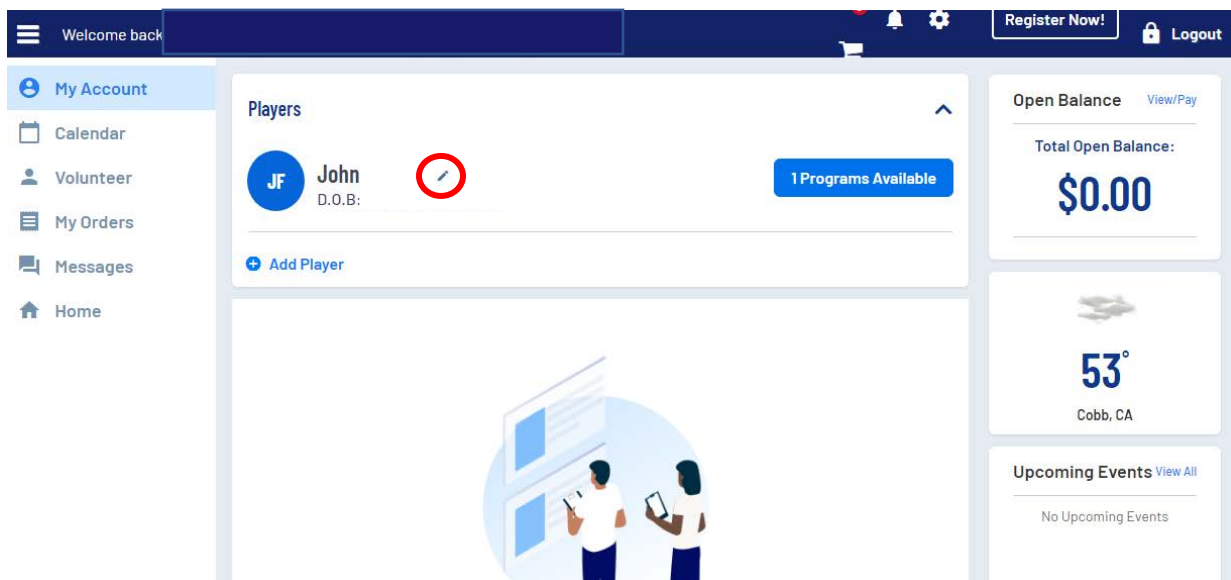 Welcome back
Register Now!
Logout
My Account
Calendar
Volunteer
My Orders
Messages
Home
Players
JF
John
D.O.B:
1 Programs Available
Add Player
Open Balance View/Pay
Total Open Balance:
$0.00
53°
Cobb, CA
Upcoming Events View All
No Upcoming Events